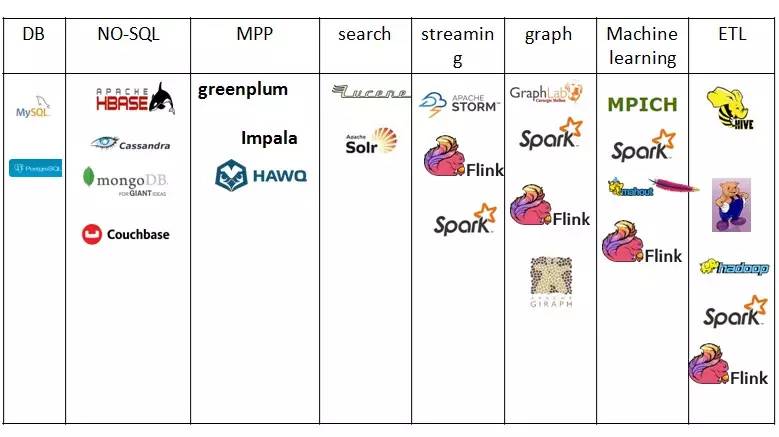 DB
NO-SQL
MPP
search
streamin
g
graph
Machine
learning
ETL
MySQL
PostgreSQL
APACHE
HBASE
Cassandra
mongoDB
FOR GIANT IDEAS
Couchbase
greenplum
Impala
HAWQ
Lucene
Apache
Solr
APACHE
STORM™
Flink
Spark
GraphLab
Carnegie Mellon
Spark
Flink
APACHE
GIRAPH
MPICH
Spark
mahout
Flink
HIVE
hadoop
Spark
Flink